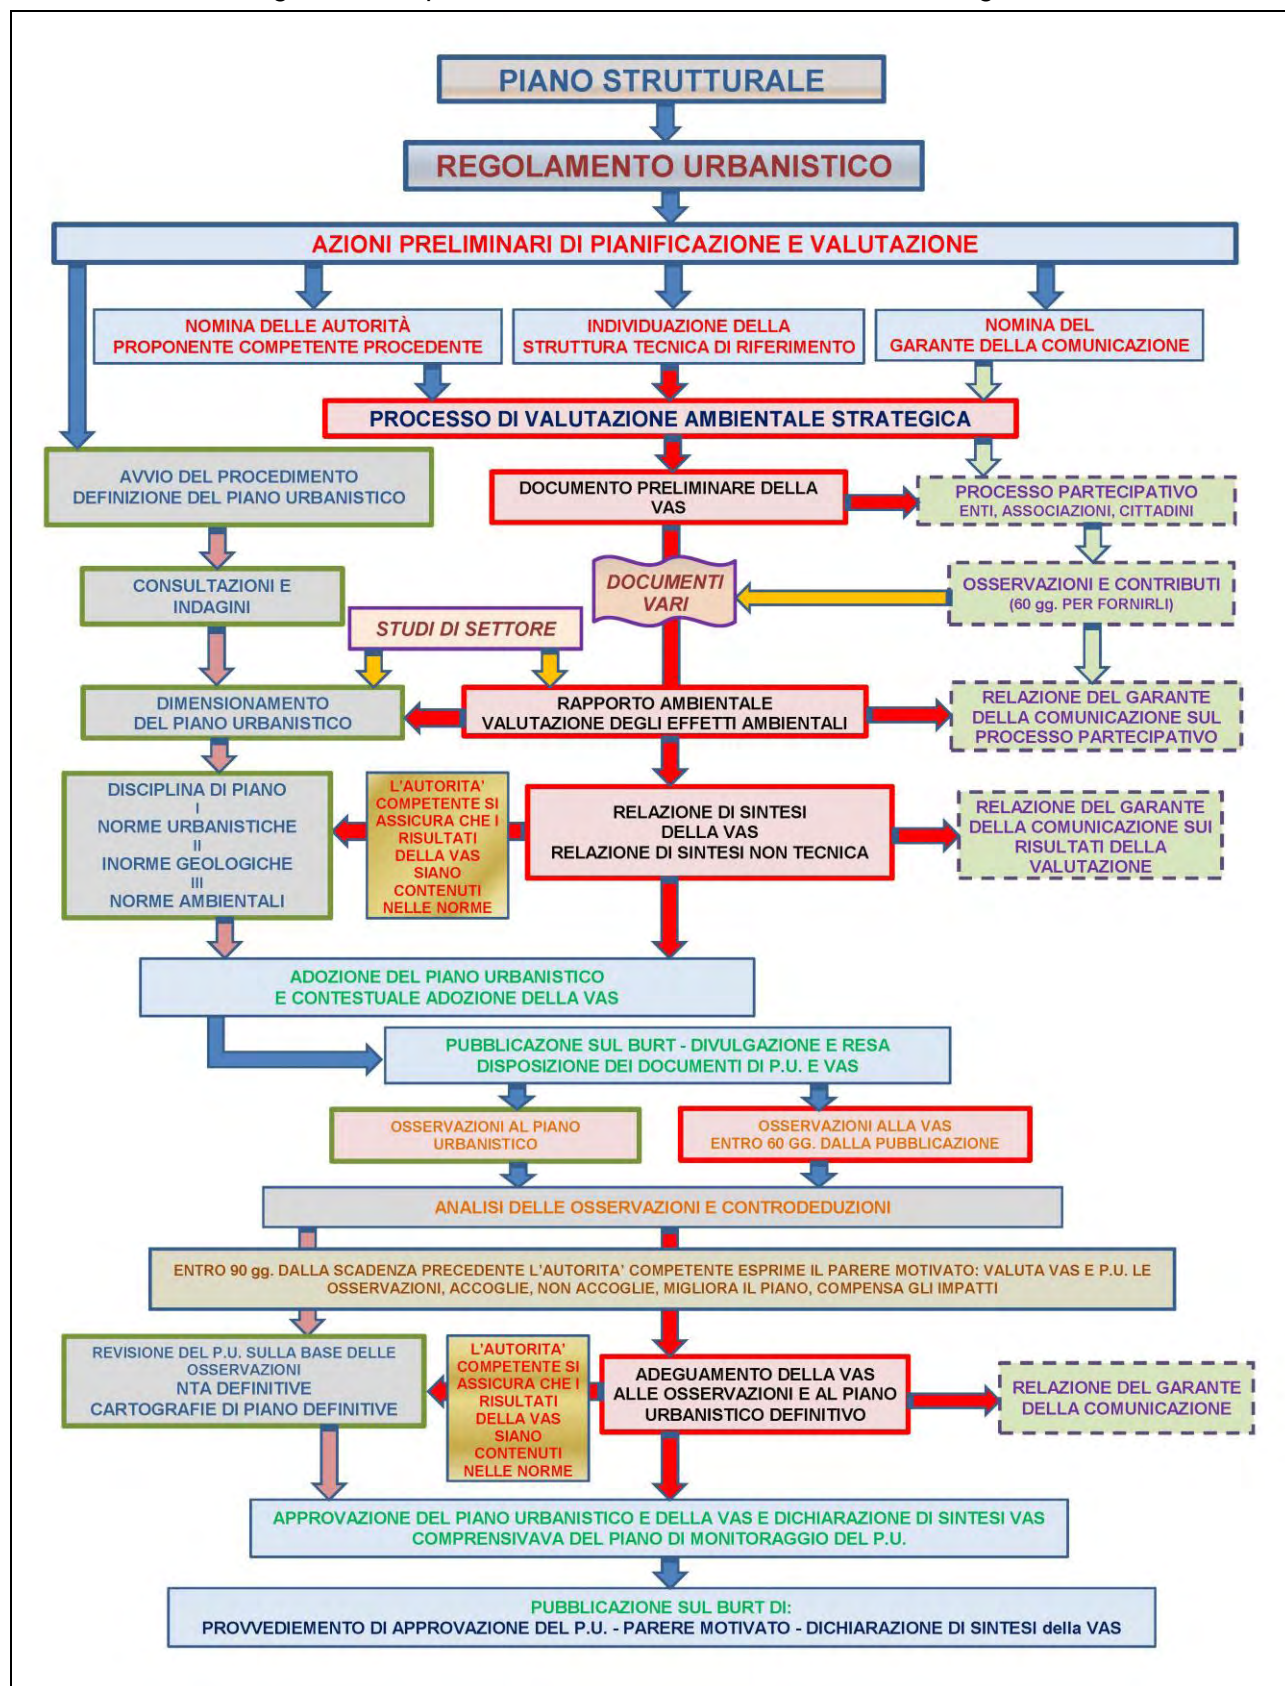 PIANO STRUTTURALE
REGOLAMENTO URBANISTICO
AZIONI PRELIMINARI DI PIANIFICAZIONE E VALUTAZIONE
NOMINA DELLE AUTORITÀ
PROPONENTE COMPETENTE PROCEDENTE
INDIVIDUAZIONE DELLA
STRUTTURA TECNICA DI RIFERIMENTO
NOMINA DEL
GARANTE DELLA COMUNICAZIONE
PROCESSO DI VALUTAZIONE AMBIENTALE STRATEGICA
AVVIO DEL PROCEDIMENTO
DEFINIZIONE DEL PIANO URBANISTICO
DOCUMENTO PRELIMINARE DELLA
VAS
PROCESSO PARTECIPATIVO
ENTI, ASSOCIAZIONI, CITTADINI
CONSULTAZIONI E
INDAGINI
DOCUMENTI
VARI
OSSERVAZIONI E CONTRIBUTI
(60 gg. PER FORNIRLI)
STUDI DI SETTORE
DIMENSIONAMENTO
DEL PIANO URBANISTICO
RAPPORTO AMBIENTALE
VALUTAZIONE DEGLI EFFETTI AMBIENTALI
RELAZIONE DEL GARANTE
DELLA COMUNICAZIONE SUL
PROCESSO PARTECIPATIVO
DISCIPLINA DI PIANO
I
NORME URBANISTICHE
II
INORME GEOLOGICHE
III
NORME AMBIENTALI
L'AUTORITA'
COMPETENTE SI
ASSICURA CHE I
RISULTATI
DELLA VAS
SIANO
CONTENUTI
NELLE NORME
RELAZIONE DI SINTESI
DELLA VAS
RELAZIONE DI SINTESI NON TECNICA
RELAZIONE DEL GARANTE
DELLA COMUNICAZIONE SUI
RISULTATI DELLA
VALUTAZIONE
ADOZIONE DEL PIANO URBANISTICO
E CONTESTUALE ADOZIONE DELLA VAS
PUBBLICAZONE SUL BURT - DIVULGAZIONE E RESA
DISPOSIZIONE DEI DOCUMENTI DI P.U. E VAS
OSSERVAZIONI AL PIANO
URBANISTICO
OSSERVAZIONI ALLA VAS
ENTRO 60 GG. DALLA PUBBLICAZIONE
ANALISI DELLE OSSERVAZIONI E CONTRODEDUZIONI
ENTRO 90 gg. DALLA SCADENZA PRECEDENTE L'AUTORITA' COMPETENTE ESPRIME IL PARERE MOTIVATO: VALUTA VAS E P.U. LE
OSSERVAZIONI, ACCOGLIE, NON ACCOGLIE, MIGLIORA IL PIANO, COMPENSA GLI IMPATTI
REVISIONE DEL P.U. SULLA BASE DELLE
OSSERVAZIONI
NTA DEFINITIVE
CARTOGRAFIE DI PIANO DEFINITIVE
L'AUTORITA'
COMPETENTE SI
ASSICURA CHE I
RISULTATI
DELLA VAS
SIANO
CONTENUTI
NELLE NORME
ADEGUAMENTO DELLA VAS
ALLE OSSERVAZIONI E AL PIANO
URBANISTICO DEFINITIVO
RELAZIONE DEL GARANTE
DELLA COMUNICAZIONE
APPROVAZIONE DEL PIANO URBANISTICO E DELLA VAS E DICHIARAZIONE DI SINTESI VAS
COMPRENSIVAVA DEL PIANO DI MONITORAGGIO DEL P.U.
PUBBLICAZIONE SUL BURT DI:
PROVVEDIEMENTO DI APPROVAZIONE DEL P.U. - PARERE MOTIVATO - DICHIARAZIONE DI SINTESI della VAS